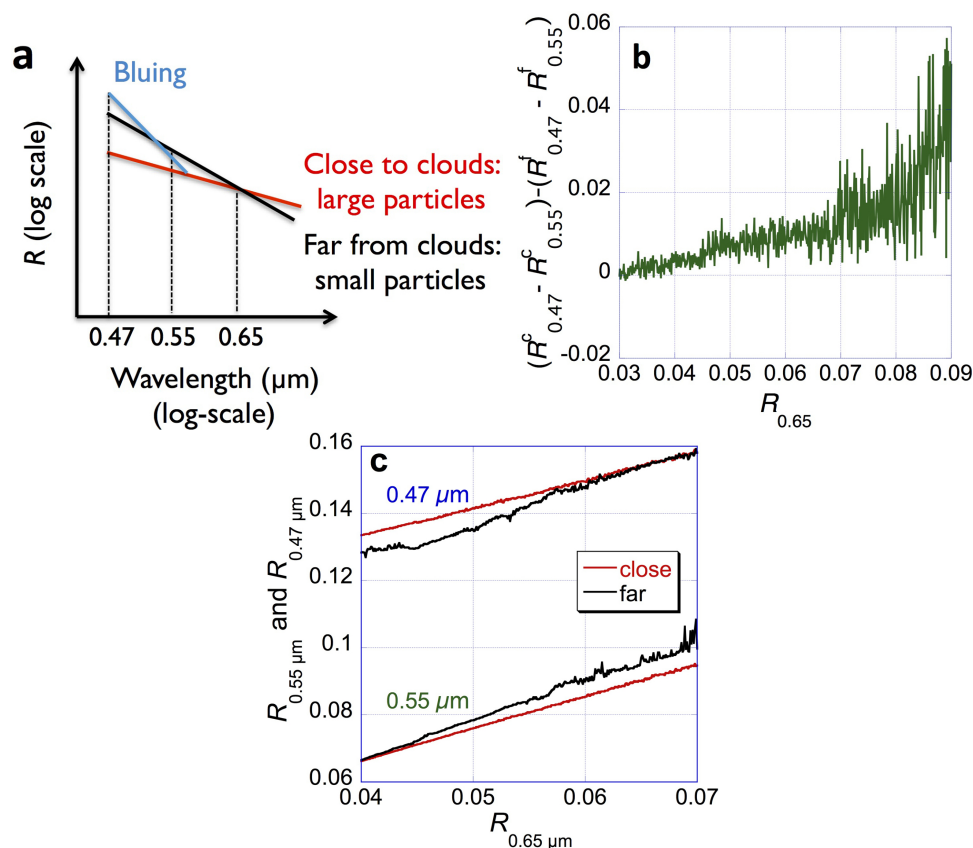 a
Bluing
R (log scale)
Close to clouds:
large particles
Far from clouds:
small particles
0.47 0.55 0.65
Wavelength (µm)
(log-scale)
b
(R^c_0.47 - R^c_0.55)-(R^f_0.47 - R^f_0.55)
0.06
0.04
0.02
0
-0.02
0.03 0.04 0.05 0.06 0.07 0.08 0.09
R_0.65
c
R_0.55 µm and R_0.47 µm
0.16
0.14
0.12
0.1
0.08
0.06
0.47 µm
close
far
0.55 µm
0.04 0.05 0.06 0.07
R_0.65 µm